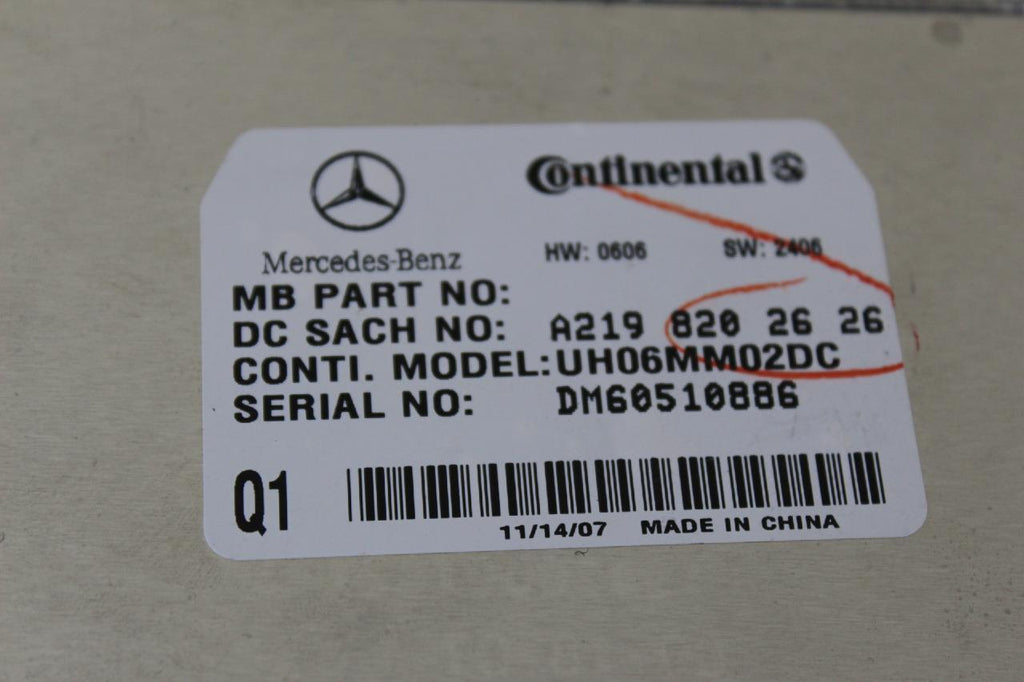 Continental
Mercedes-Benz
HW: 0606 SW: 2406
MB PART NO:
DC SACH NO: A219 820 26 26
CONTI. MODEL:UH06MM02DC
SERIAL NO: DM60510886
Q1
11/14/07 MADE IN CHINA